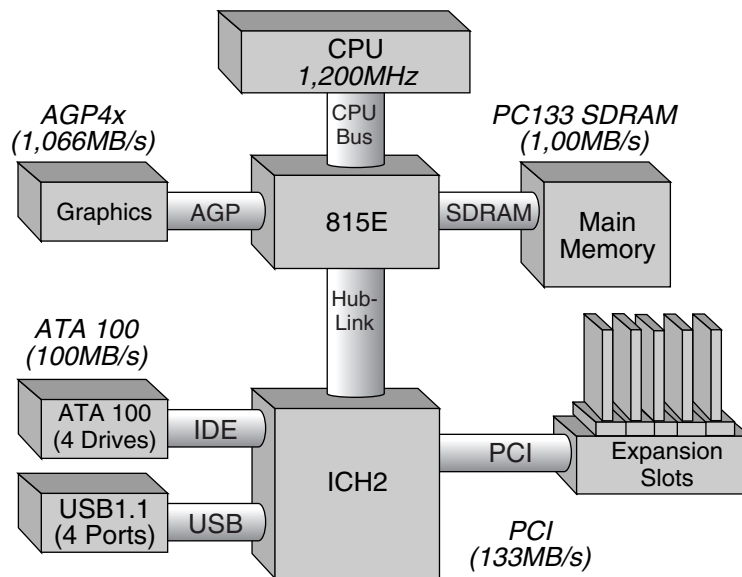 CPU
1,200MHz
CPU
Bus
AGP4x
(1,066MB/s)
PC133 SDRAM
(1,00MB/s)
Graphics
AGP
815E
SDRAM
Main
Memory
Hub-
Link
ATA 100
(100MB/s)
ATA 100
(4 Drives)
IDE
ICH2
PCI
Expansion
Slots
USB1.1
(4 Ports)
USB
PCI
(133MB/s)